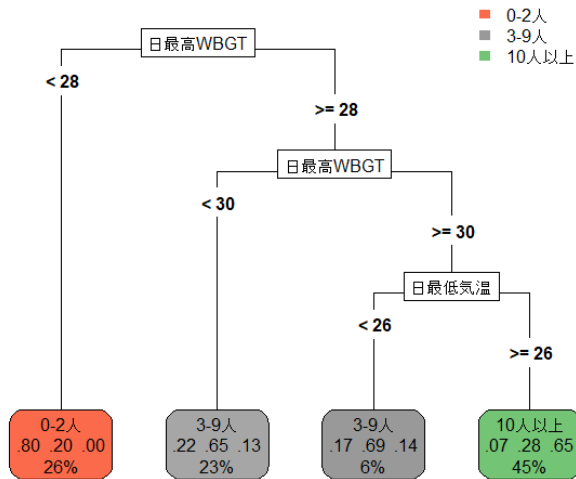 0-2人
3-9人
10人以上
日最高WBGT
< 28
>= 28
日最高WBGT
< 30
>= 30
日最低気温
< 26
>= 26
0-2人
.80 .20 .00
26%
3-9人
.22 .65 .13
23%
3-9人
.17 .69 .14
6%
10人以上
.07 .28 .65
45%